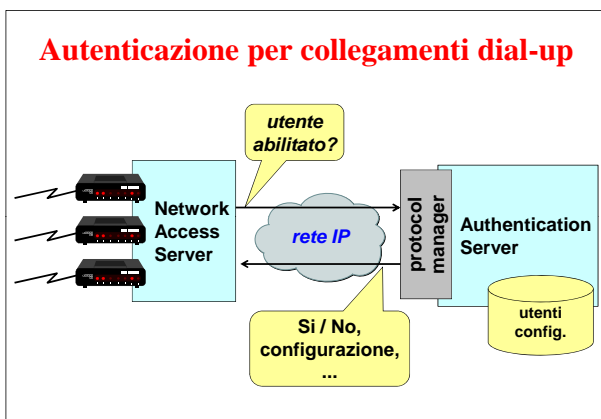 Autenticazione per collegamenti dial-up
utente
abilitato?
Network
Access
Server
rete IP
protocol
manager
Authentication
Server
Si / No,
configurazione,
...
utenti
config.